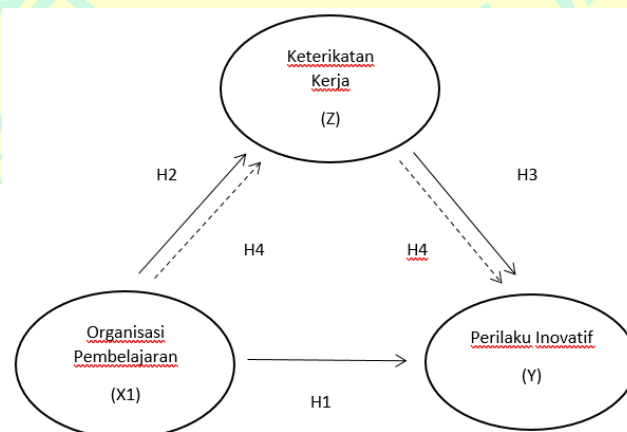 Keterikatan
Kerja
(Z)
H2
H3
H4
H4
Organisasi
Pembelajaran
(X1)
Perilaku Inovatif
(Y)
H1